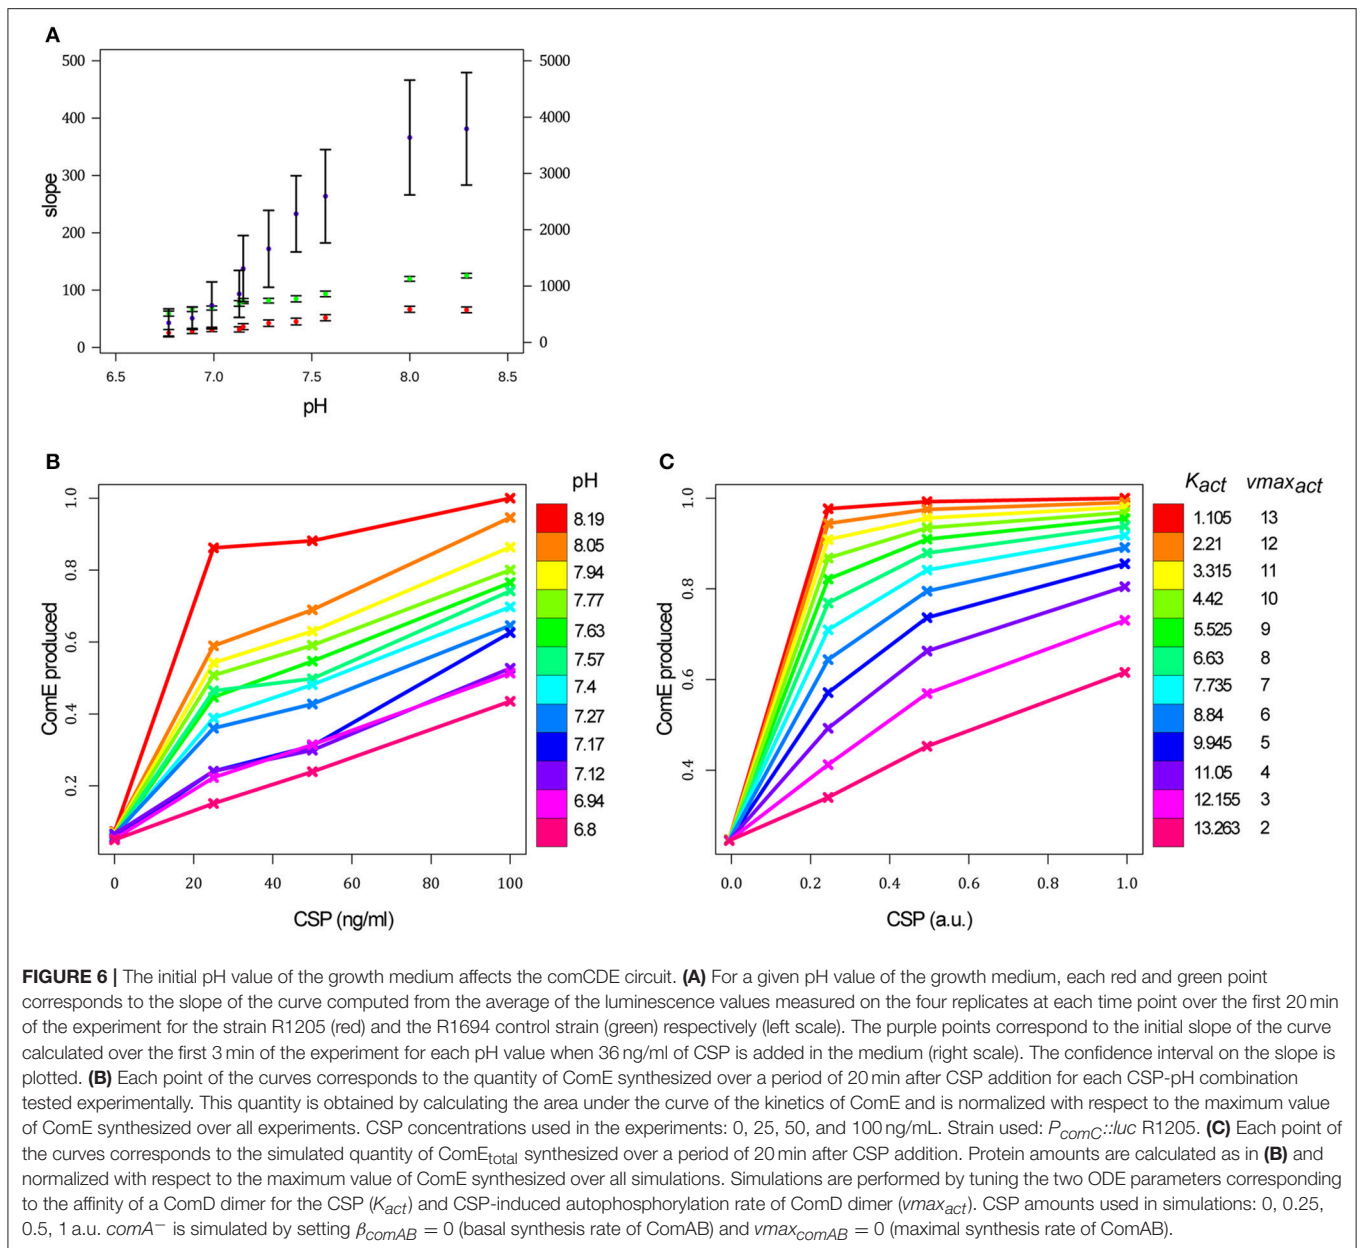 A
500
400
300
200
100
0
slope
5000
4000
3000
2000
1000
0
6.5 7.0 7.5 8.0 8.5
pH
B
pH
1.0
0.8
0.6
0.4
0.2
ComE produced
8.19
8.05
7.94
7.77
7.63
7.57
7.4
7.27
7.17
7.12
6.94
6.8
0 20 40 60 80 100
CSP (ng/ml)
C
Kact vmaxact
1.0
0.8
0.6
0.4
ComE produced
1.105 13
2.21 12
3.315 11
4.42 10
5.525 9
6.63 8
7.735 7
8.84 6
9.945 5
11.05 4
12.155 3
13.263 2
0.0 0.2 0.4 0.6 0.8 1.0
CSP (a.u.)
FIGURE 6 | The initial pH value of the growth medium affects the comCDE circuit. (A) For a given pH value of the growth medium, each red and green point
corresponds to the slope of the curve computed from the average of the luminescence values measured on the four replicates at each time point over the first 20 min
of the experiment for the strain R1205 (red) and the R1694 control strain (green) respectively (left scale). The purple points correspond to the initial slope of the curve
calculated over the first 3 min of the experiment for each pH value when 36 ng/ml of CSP is added in the medium (right scale). The confidence interval on the slope is
plotted. (B) Each point of the curves corresponds to the quantity of ComE synthesized over a period of 20 min after CSP addition for each CSP-pH combination
tested experimentally. This quantity is obtained by calculating the area under the curve of the kinetics of ComE and is normalized with respect to the maximum value
of ComE synthesized over all experiments. CSP concentrations used in the experiments: 0, 25, 50, and 100 ng/mL. Strain used: PcomC::luc R1205. (C) Each point of
the curves corresponds to the simulated quantity of ComEtotal synthesized over a period of 20 min after CSP addition. Protein amounts are calculated as in (B) and
normalized with respect to the maximum value of ComE synthesized over all simulations. Simulations are performed by tuning the two ODE parameters corresponding
to the affinity of a ComD dimer for the CSP (Kact) and CSP-induced autophosphorylation rate of ComD dimer (vmaxact). CSP amounts used in simulations: 0, 0.25,
0.5, 1 a.u. comA− is simulated by setting βcomAB = 0 (basal synthesis rate of ComAB) and vmaxcomAB = 0 (maximal synthesis rate of ComAB).